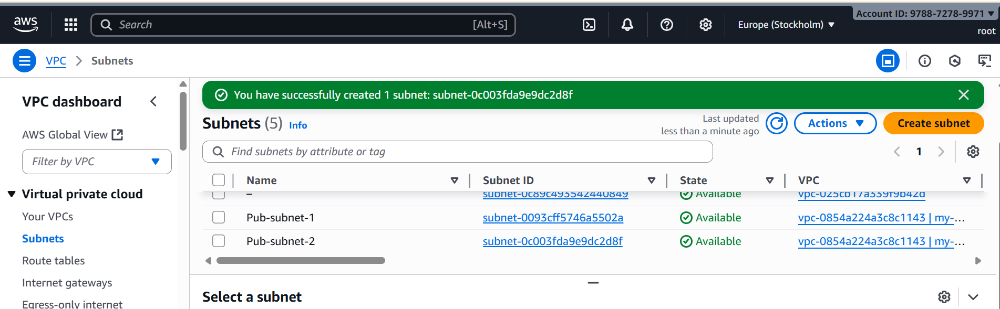 aws
Search [Alt+S]
Europe (Stockholm)
Account ID: 9788-7278-9971
root
VPC > Subnets
VPC dashboard
AWS Global View
Filter by VPC
Virtual private cloud
Your VPCs
Subnets
Route tables
Internet gateways
Egress-only internet
You have successfully created 1 subnet: subnet-0c003fda9e9dc2d8f
Subnets (5) Info
Last updated
less than a minute ago
Actions
Create subnet
Find subnets by attribute or tag
1
Name Subnet ID State VPC
– subnet-0c89c493542440849 Available vpc-025cb17a339f9b42d
Pub-subnet-1 subnet-0093cff5746a5502a Available vpc-0854a224a3c8c1143 | my-...
Pub-subnet-2 subnet-0c003fda9e9dc2d8f Available vpc-0854a224a3c8c1143 | my-...
Select a subnet